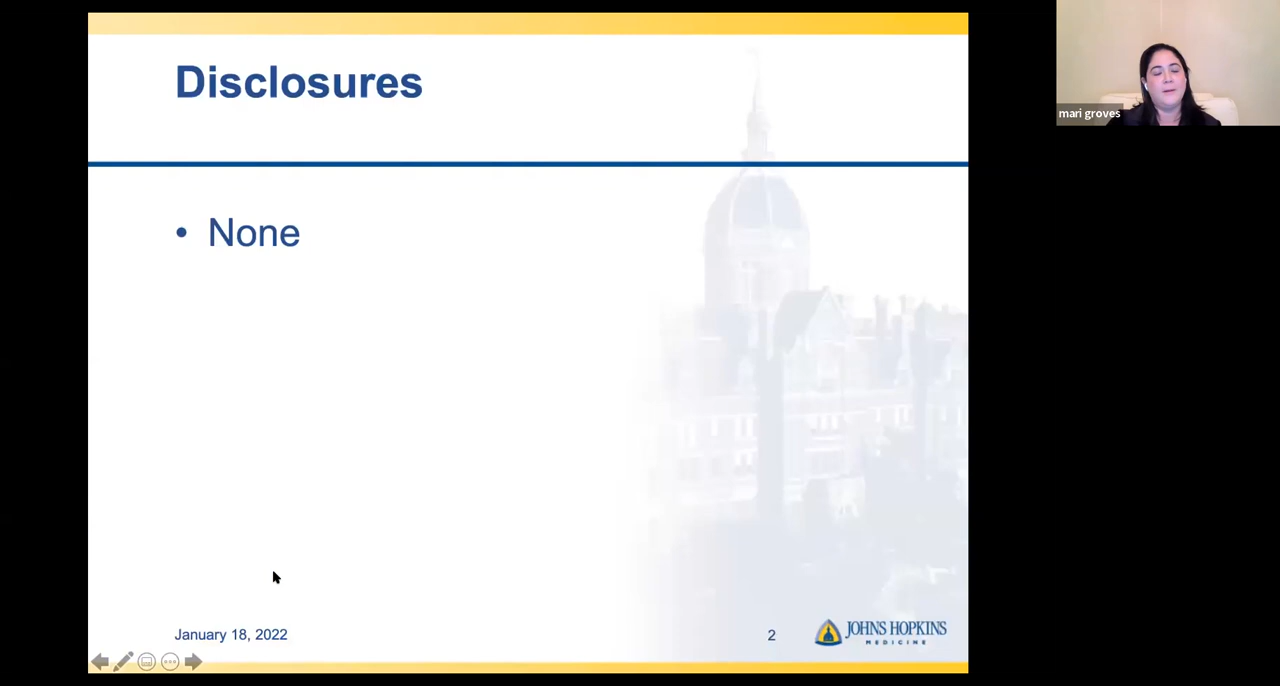 Disclosures
mari groves
• None
January 18, 2022
2
JOHNS HOPKINS
MEDICINE